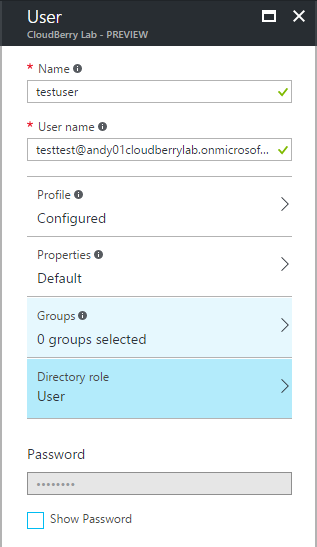 User
CloudBerry Lab - PREVIEW
* Name
testuser
* User name
testtest@andy01cloudberrylab.onmicrosof...
Profile
Configured
Properties
Default
Groups
0 groups selected
Directory role
User
Password
••••••••
Show Password